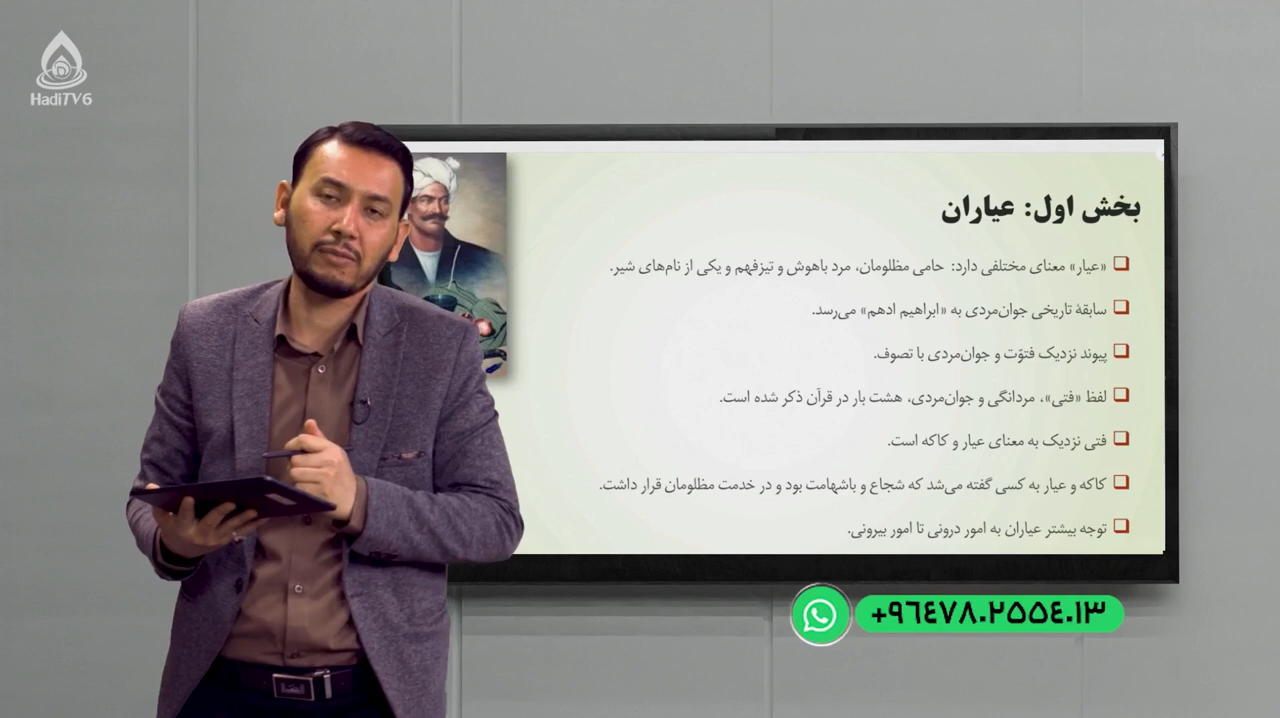 HadiTV6
بخش اول: عیاران
«عیار» معنای مختلفی دارد: حامی مظلومان، مرد باهوش و تیزفهم و یکی از نام‌های شیر.
سابقهٔ تاریخی جوان‌مردی به «ابراهیم ادهم» می‌رسد.
پیوند نزدیک فتوّت و جوان‌مردی با تصوف.
لفظ «فتی»، مردانگی و جوان‌مردی، هشت بار در قرآن ذکر شده است.
فتی نزدیک به معنای عیار و کاکه است.
کاکه و عیار به کسی گفته می‌شد که شجاع و باشهامت بود و در خدمت مظلومان قرار داشت.
توجه بیشتر عیاران به امور درونی تا امور بیرونی.
+۹٦٤٧٨۰۲۵۵٤۰۱۳